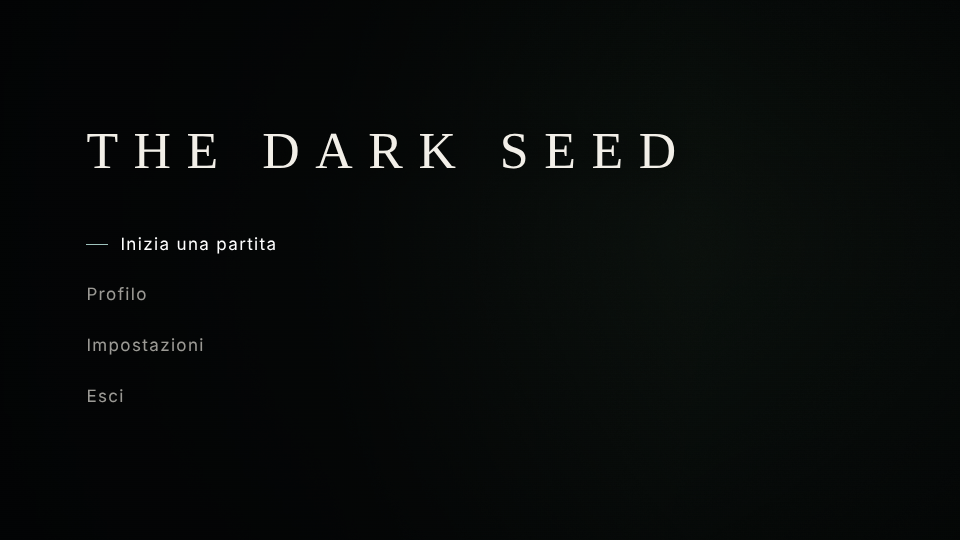 THE DARK SEED
Inizia una partita
Profilo
Impostazioni
Esci